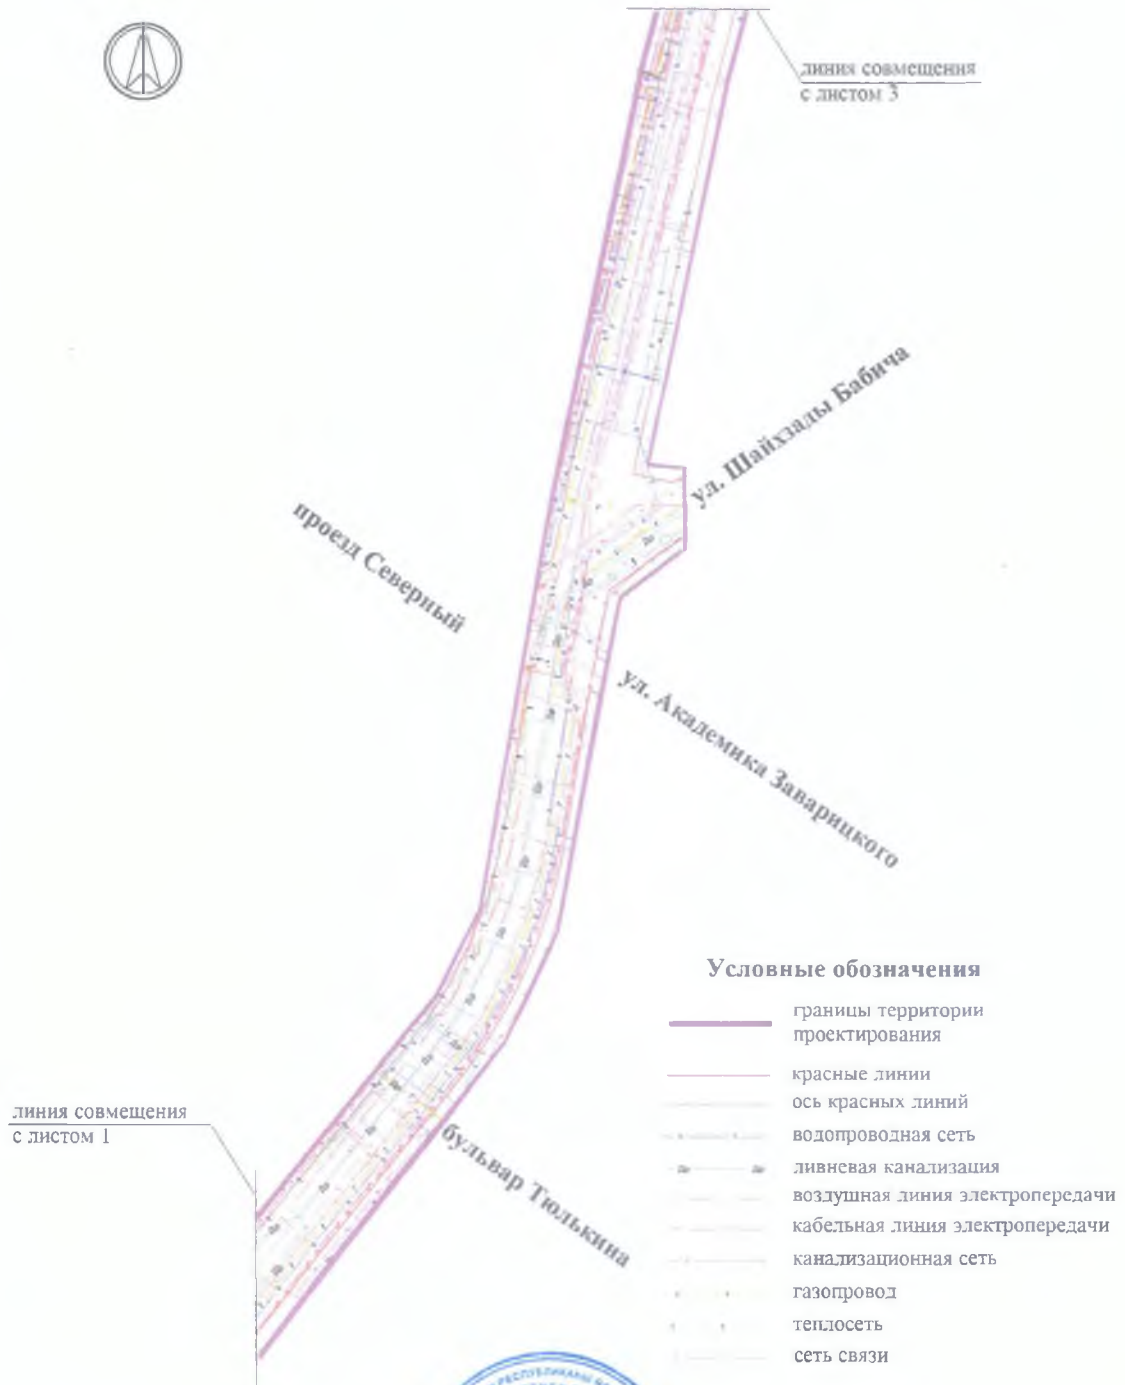 линия совмещения
с листом 3
ул. Шайхзады Бабича
проезд Северный
ул. Академика Заварицкого
Условные обозначения
границы территории
проектирования
красные линии
ось красных линий
линия совмещения
с листом 1
водопроводная сеть
бульвар Тюлькина
ливневая канализация
воздушная линия электропередачи
кабельная линия электропередачи
канализационная сеть
газопровод
теплосеть
сеть связи